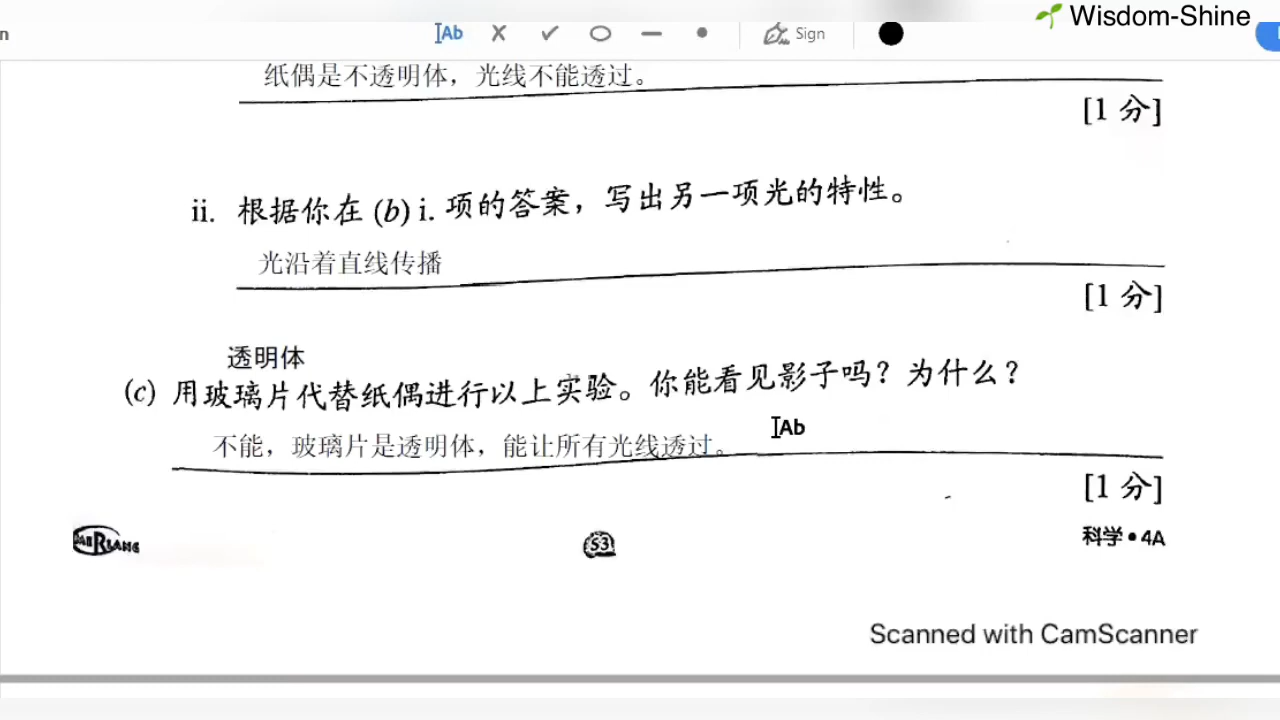 Wisdom-Shine
n
Ab
Sign
纸偶是不透明体，光线不能透过。
[1 分]
ii. 根据你在 (b) i. 项的答案，写出另一项光的特性。
光沿着直线传播
[1 分]
透明体
(c) 用玻璃片代替纸偶进行以上实验。你能看见影子吗？为什么？
Ab
不能，玻璃片是透明体，能让所有光线透过。
[1 分]
53
科学•4A
Scanned with CamScanner